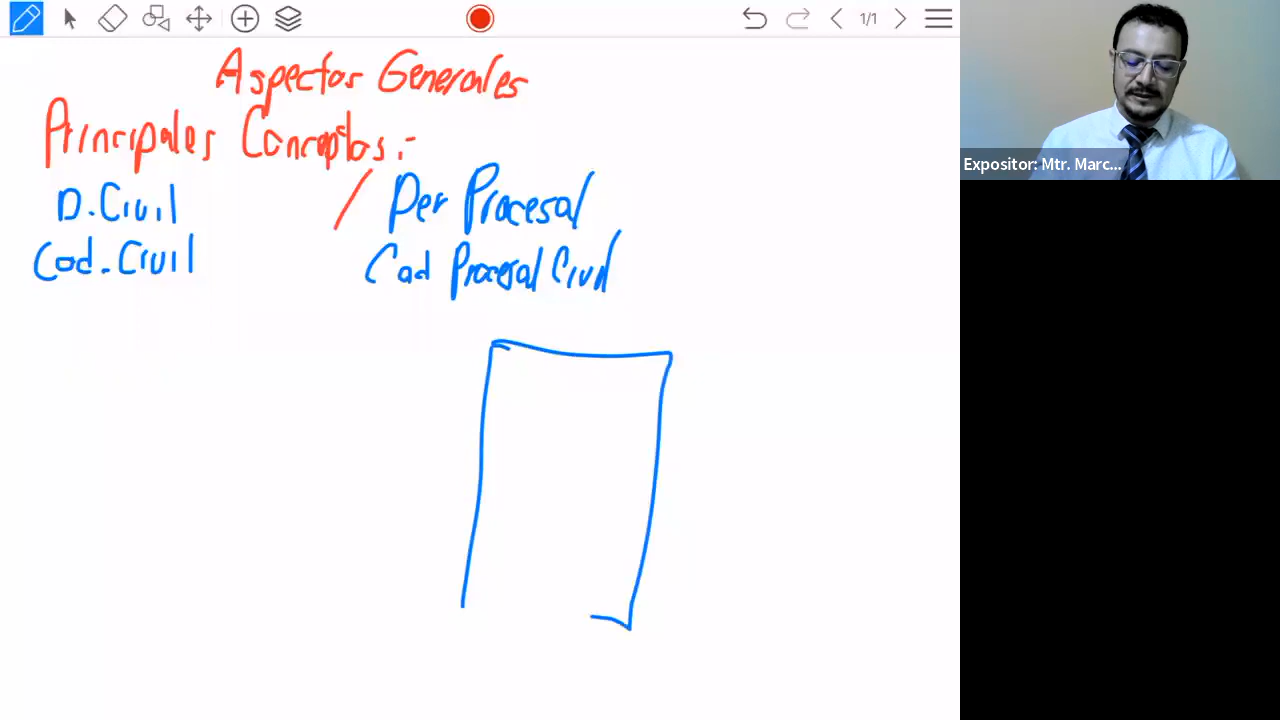 1/1
Aspectos Generales
Principales Conceptos.-
D. Civil / Der Procesal
Cod. Civil Cod Procesal Civil
Expositor: Mtr. Marc...